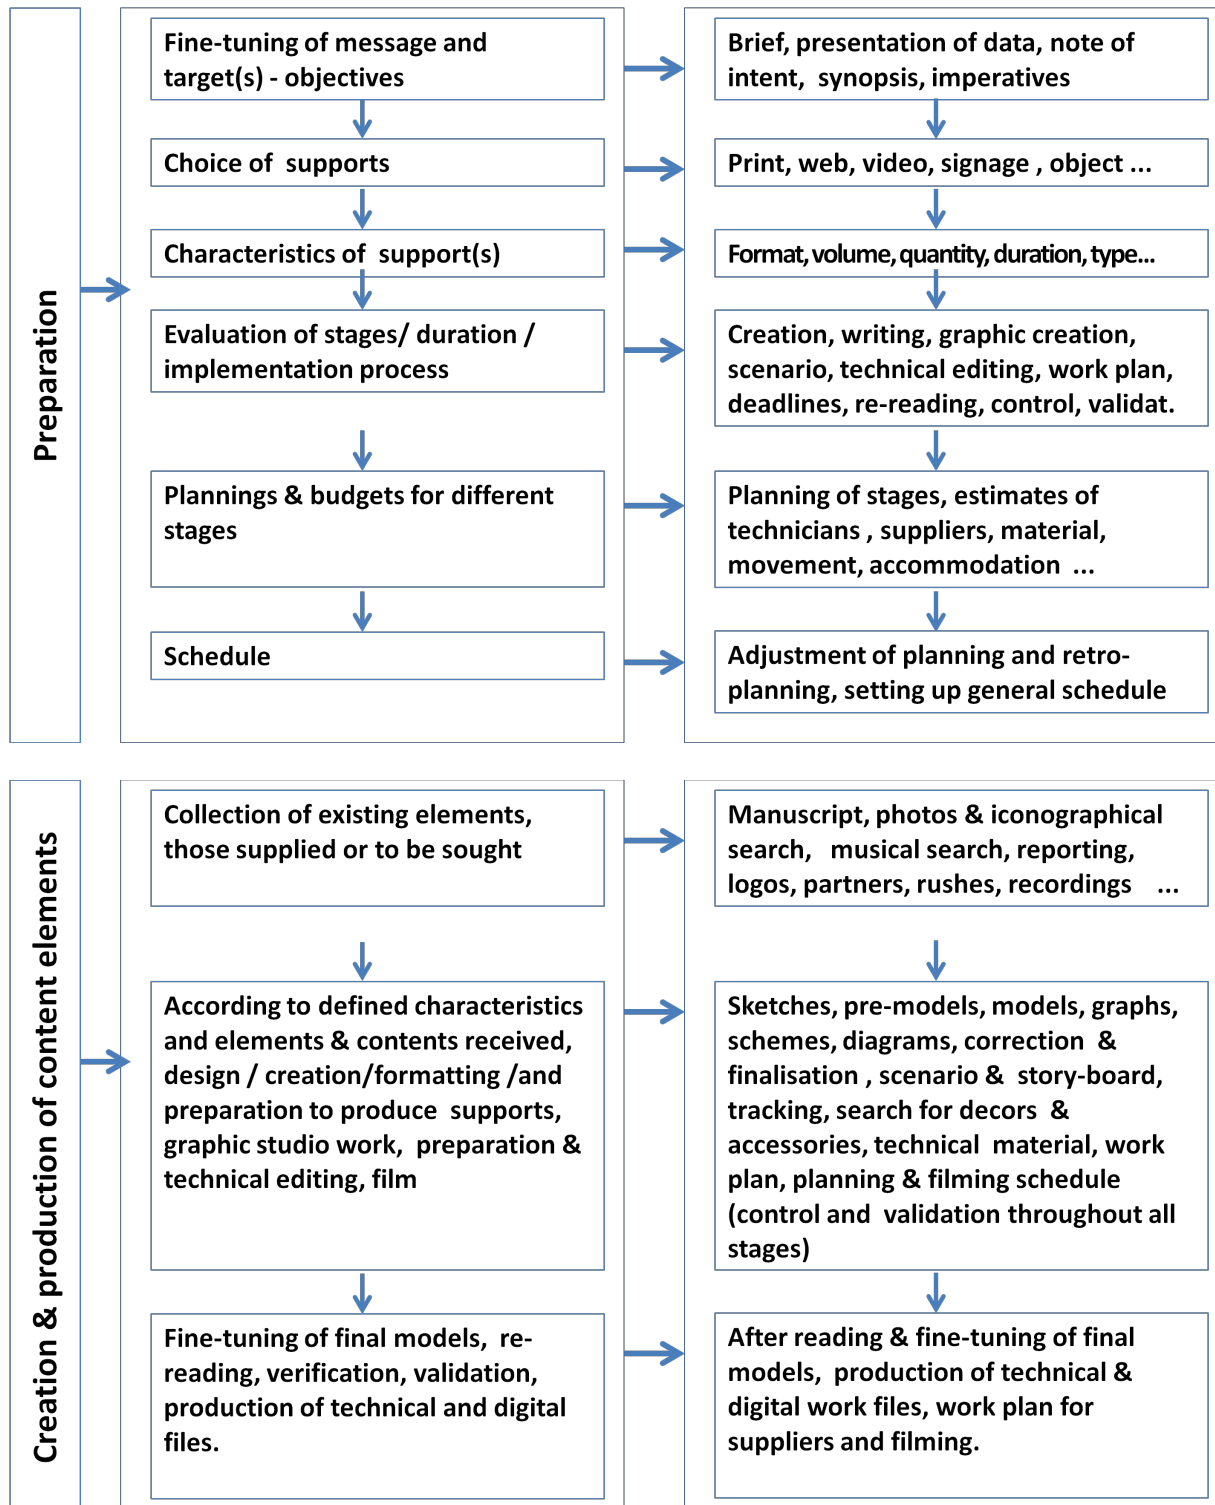 Preparation
Fine-tuning of message and
target(s) - objectives
Brief, presentation of data, note of
intent, synopsis, imperatives
Choice of supports
Print, web, video, signage , object ...
Characteristics of support(s)
Format, volume, quantity, duration, type...
Evaluation of stages/ duration /
implementation process
Creation, writing, graphic creation,
scenario, technical editing, work plan,
deadlines, re-reading, control, validat.
Plannings & budgets for different
stages
Planning of stages, estimates of
technicians , suppliers, material,
movement, accommodation ...
Schedule
Adjustment of planning and retro-
planning, setting up general schedule
Creation & production of content elements
Collection of existing elements,
those supplied or to be sought
Manuscript, photos & iconographical
search, musical search, reporting,
logos, partners, rushes, recordings ...
According to defined characteristics
and elements & contents received,
design / creation/formatting /and
preparation to produce supports,
graphic studio work, preparation &
technical editing, film
Sketches, pre-models, models, graphs,
schemes, diagrams, correction &
finalisation , scenario & story-board,
tracking, search for decors &
accessories, technical material, work
plan, planning & filming schedule
(control and validation throughout all
stages)
Fine-tuning of final models, re-
reading, verification, validation,
production of technical and digital
files.
After reading & fine-tuning of final
models, production of technical &
digital work files, work plan for
suppliers and filming.